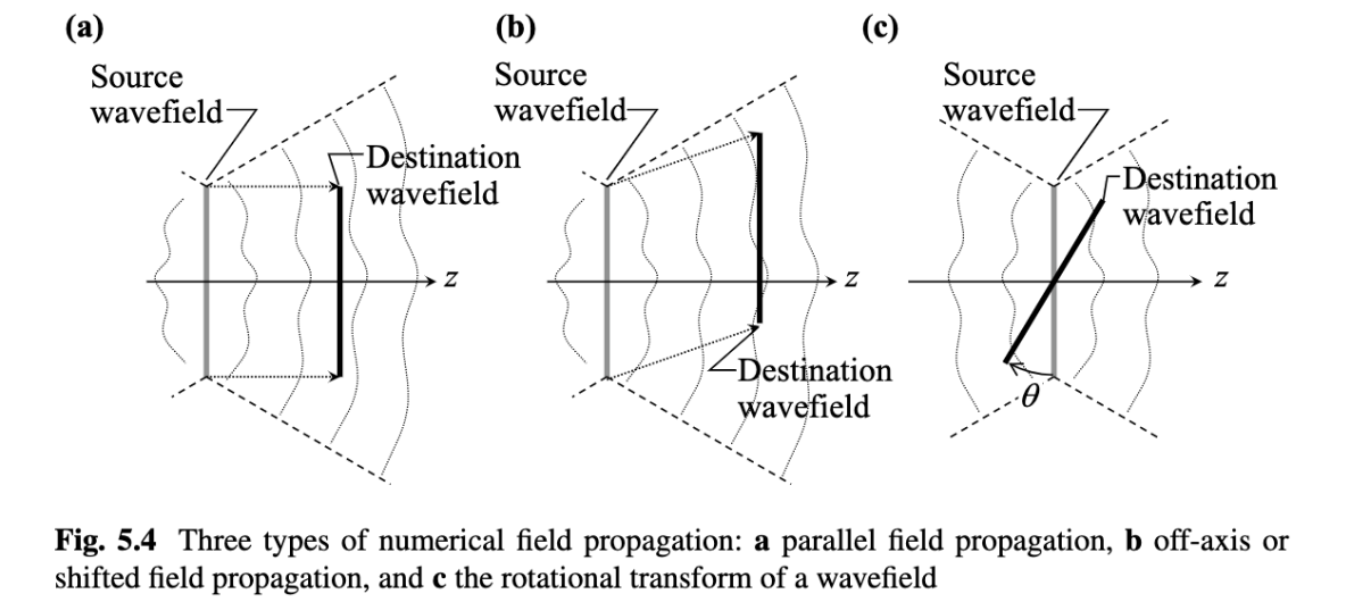 (a)
Source
wavefield
Destination
wavefield
z
(b)
Source
wavefield
z
Destination
wavefield
(c)
Source
wavefield
Destination
wavefield
z
θ
Fig. 5.4 Three types of numerical field propagation: a parallel field propagation, b off-axis or
shifted field propagation, and c the rotational transform of a wavefield